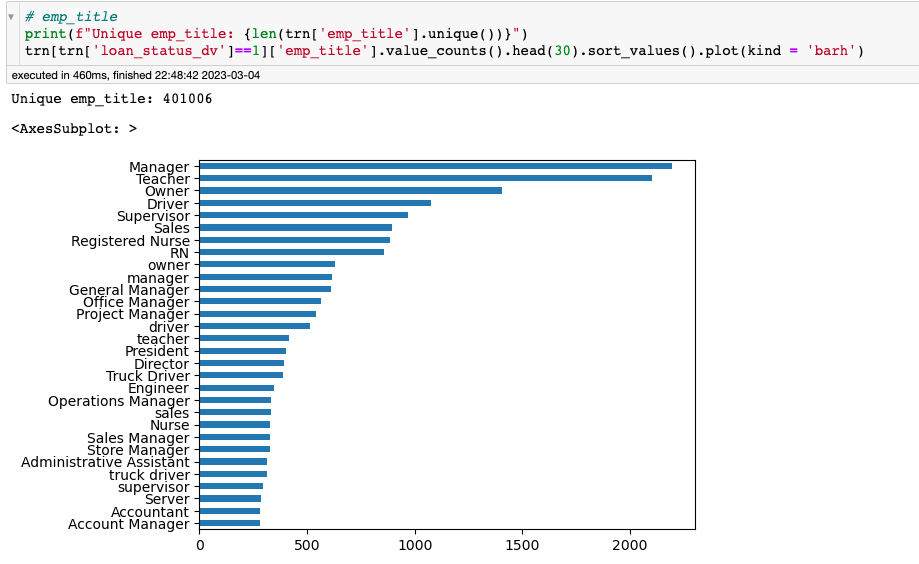 # emp_title
print(f"Unique emp_title: {len(trn['emp_title'].unique())}")
trn[trn['loan_status_dv']==1]['emp_title'].value_counts().head(30).sort_values().plot(kind = 'barh')
executed in 460ms, finished 22:48:42 2023-03-04
Unique emp_title: 401006
<AxesSubplot: >
Manager
Teacher
Owner
Driver
Supervisor
Sales
Registered Nurse
RN
owner
manager
General Manager
Office Manager
Project Manager
driver
teacher
President
Director
Truck Driver
Engineer
Operations Manager
sales
Nurse
Sales Manager
Store Manager
Administrative Assistant
truck driver
supervisor
Server
Accountant
Account Manager
0 500 1000 1500 2000